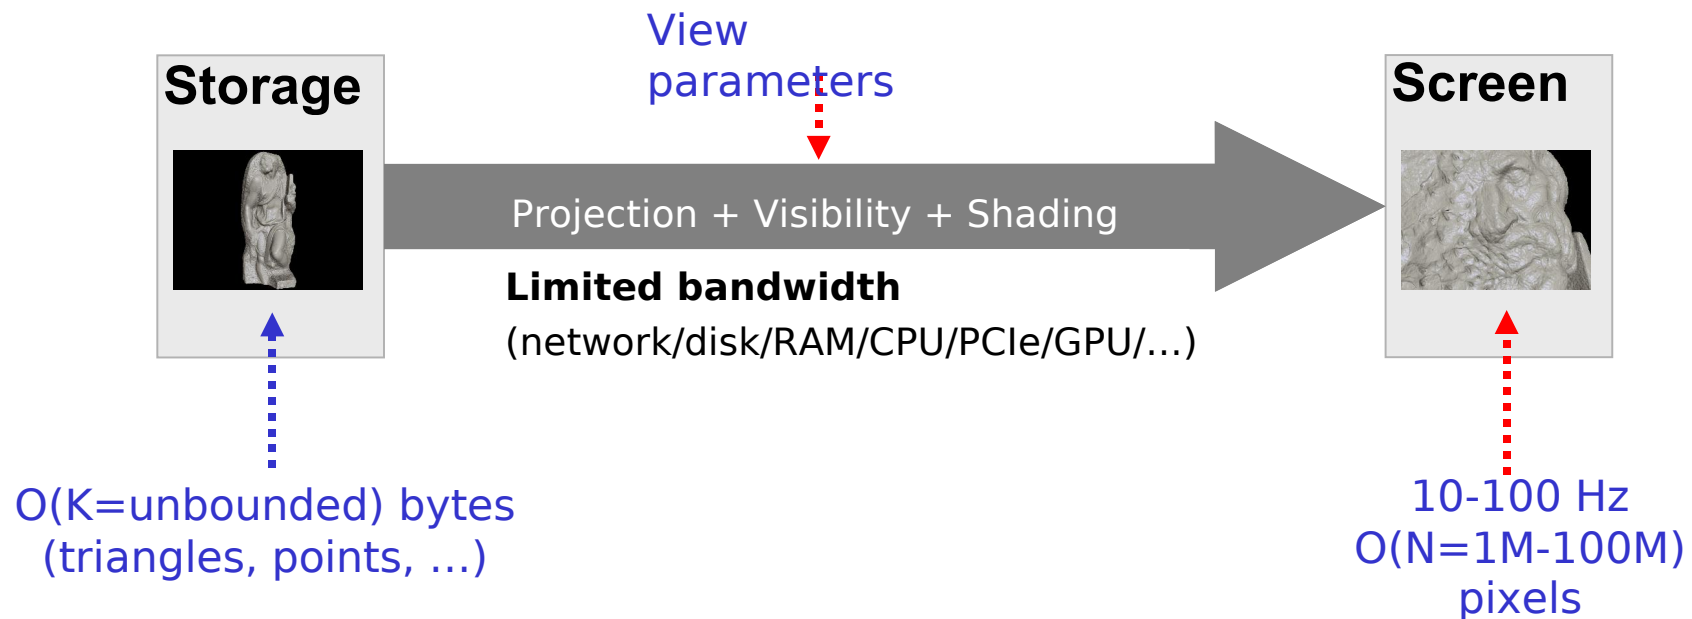 View
parameters
Storage
Screen
Projection + Visibility + Shading
Limited bandwidth
(network/disk/RAM/CPU/PCIe/GPU/…)
O(K=unbounded) bytes
(triangles, points, …)
10-100 Hz
O(N=1M-100M)
pixels